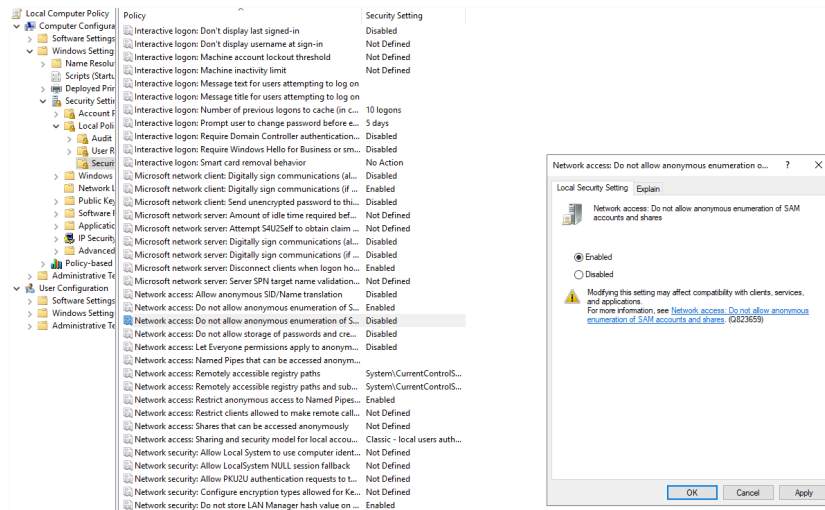 Local Computer Policy
Computer Configura
Software Settings
Windows Setting
Name Resolu
Scripts (Startu
Deployed Prin
Security Settin
Account P
Local Poli
Audit
User R
Securi
Windows
Network L
Public Key
Software R
Applicatic
IP Security
Advanced
Policy-based
Administrative Te
User Configuration
Software Settings
Windows Setting
Administrative Te
Policy Security Setting
Interactive logon: Don't display last signed-in Disabled
Interactive logon: Don't display username at sign-in Not Defined
Interactive logon: Machine account lockout threshold Not Defined
Interactive logon: Machine inactivity limit Not Defined
Interactive logon: Message text for users attempting to log on
Interactive logon: Message title for users attempting to log on
Interactive logon: Number of previous logons to cache (in c... 10 logons
Interactive logon: Prompt user to change password before e... 5 days
Interactive logon: Require Domain Controller authentication... Disabled
Interactive logon: Require Windows Hello for Business or sm... Disabled
Interactive logon: Smart card removal behavior No Action
Microsoft network client: Digitally sign communications (al... Disabled
Microsoft network client: Digitally sign communications (if ... Enabled
Microsoft network client: Send unencrypted password to thi... Disabled
Microsoft network server: Amount of idle time required bef... Not Defined
Microsoft network server: Attempt S4U2Self to obtain claim ... Not Defined
Microsoft network server: Digitally sign communications (al... Disabled
Microsoft network server: Digitally sign communications (if ... Disabled
Microsoft network server: Disconnect clients when logon ho... Enabled
Microsoft network server: Server SPN target name validation... Not Defined
Network access: Allow anonymous SID/Name translation Disabled
Network access: Do not allow anonymous enumeration of S... Enabled
Network access: Do not allow anonymous enumeration of S... Disabled
Network access: Do not allow storage of passwords and cre... Disabled
Network access: Let Everyone permissions apply to anonym... Disabled
Network access: Named Pipes that can be accessed anonym...
Network access: Remotely accessible registry paths System\CurrentControlS...
Network access: Remotely accessible registry paths and sub... System\CurrentControlS...
Network access: Restrict anonymous access to Named Pipes... Enabled
Network access: Restrict clients allowed to make remote call... Not Defined
Network access: Shares that can be accessed anonymously Not Defined
Network access: Sharing and security model for local accou... Classic - local users auth...
Network security: Allow Local System to use computer ident... Not Defined
Network security: Allow LocalSystem NULL session fallback Not Defined
Network security: Allow PKU2U authentication requests to t... Not Defined
Network security: Configure encryption types allowed for Ke... Not Defined
Network security: Do not store LAN Manager hash value on ... Enabled
Network access: Do not allow anonymous enumeration o... ? X
Local Security Setting Explain
Network access: Do not allow anonymous enumeration of SAM
accounts and shares
Enabled
Disabled
Modifying this setting may affect compatibility with clients, services,
and applications.
For more information, see Network access: Do not allow anonymous
enumeration of SAM accounts and shares. (Q823659)
OK Cancel Apply